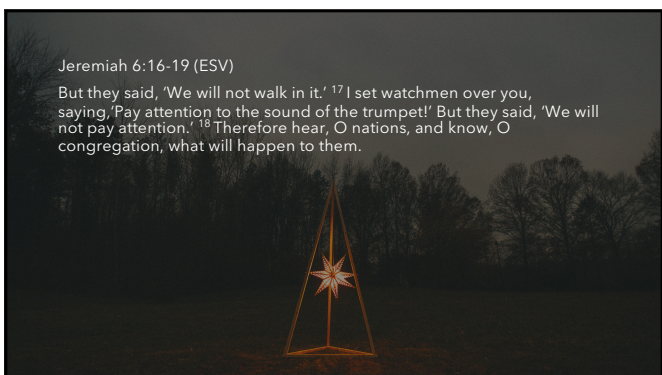 Jeremiah 6:16-19 (ESV)
But they said, ‘We will not walk in it.’ 17 I set watchmen over you,
saying,‘Pay attention to the sound of the trumpet!’ But they said, ‘We will
not pay attention.’ 18 Therefore hear, O nations, and know, O
congregation, what will happen to them.